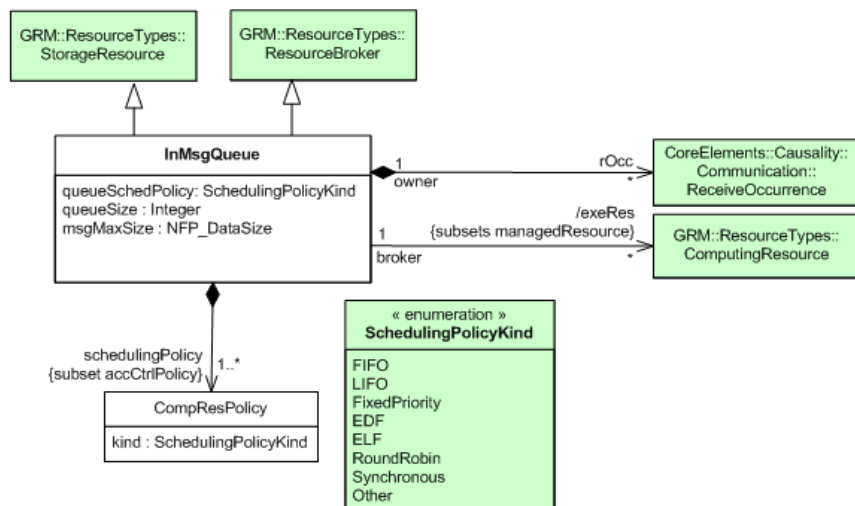 GRM::ResourceTypes::
StorageResource
GRM::ResourceTypes::
ResourceBroker
InMsgQueue
queueSchedPolicy: SchedulingPolicyKind
queueSize : Integer
msgMaxSize : NFP_DataSize
1
owner
rOcc
*
CoreElements::Causality::
Communication::
ReceiveOccurrence
/exeRes
1
{subsets managedResource}
broker
*
GRM::ResourceTypes::
ComputingResource
schedulingPolicy
{subset accCtrlPolicy}
1..*
CompResPolicy
kind : SchedulingPolicyKind
« enumeration »
SchedulingPolicyKind
FIFO
LIFO
FixedPriority
EDF
ELF
RoundRobin
Synchronous
Other